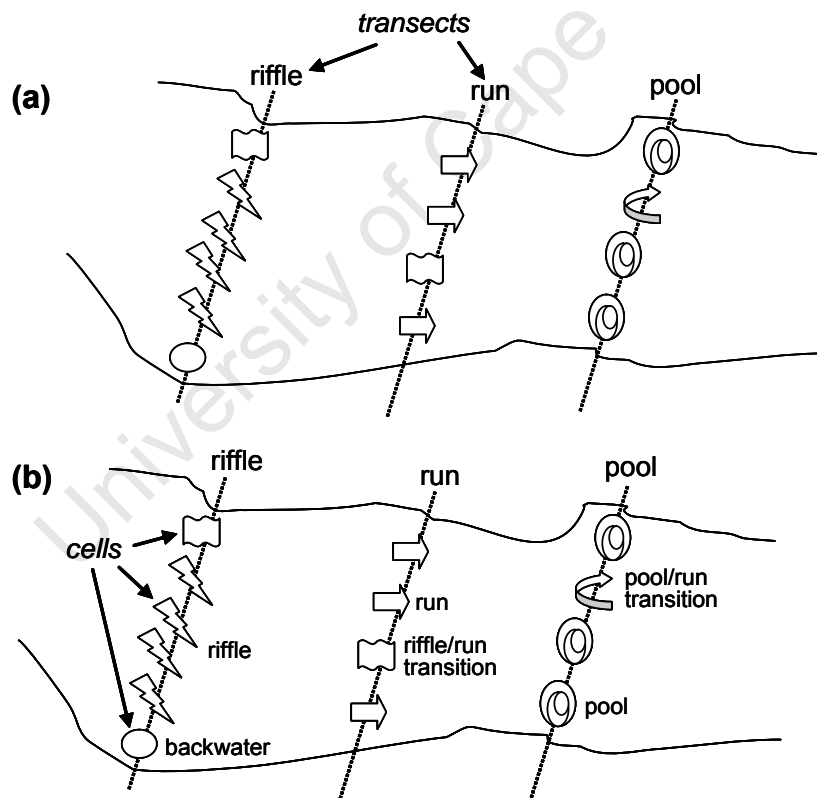 transects
riffle
run
pool
(a)
University of Cape
(b)
riffle
run
pool
cells
riffle
backwater
run
riffle/run
transition
pool/run
transition
pool